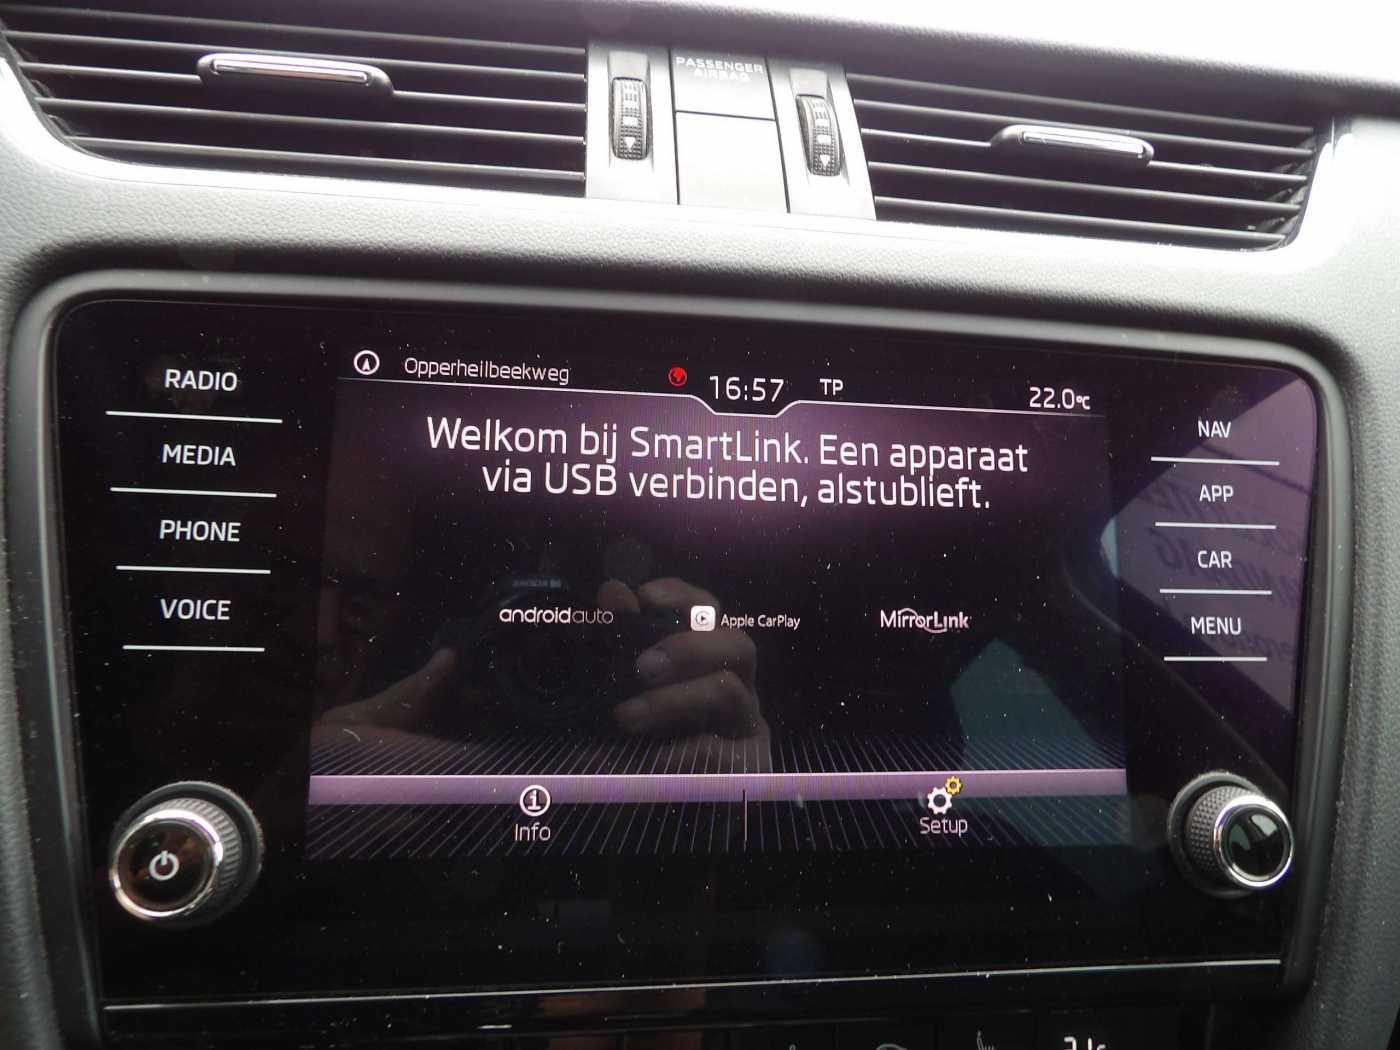 PASSENGER
AIRBAG
RADIO
MEDIA
PHONE
VOICE
Opperheilbeekweg
16:57
TP
22.0°C
Welkom bij SmartLink. Een apparaat
via USB verbinden, alstublieft.
androidauto
Apple CarPlay
MirrorLink
Info
Setup
NAV
APP
CAR
MENU